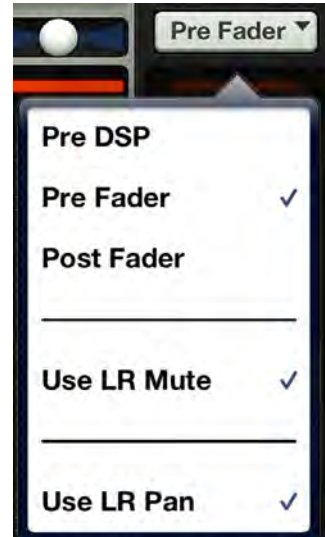 Pre Fader
Pre DSP
Pre Fader
Post Fader
Use LR Mute
Use LR Pan